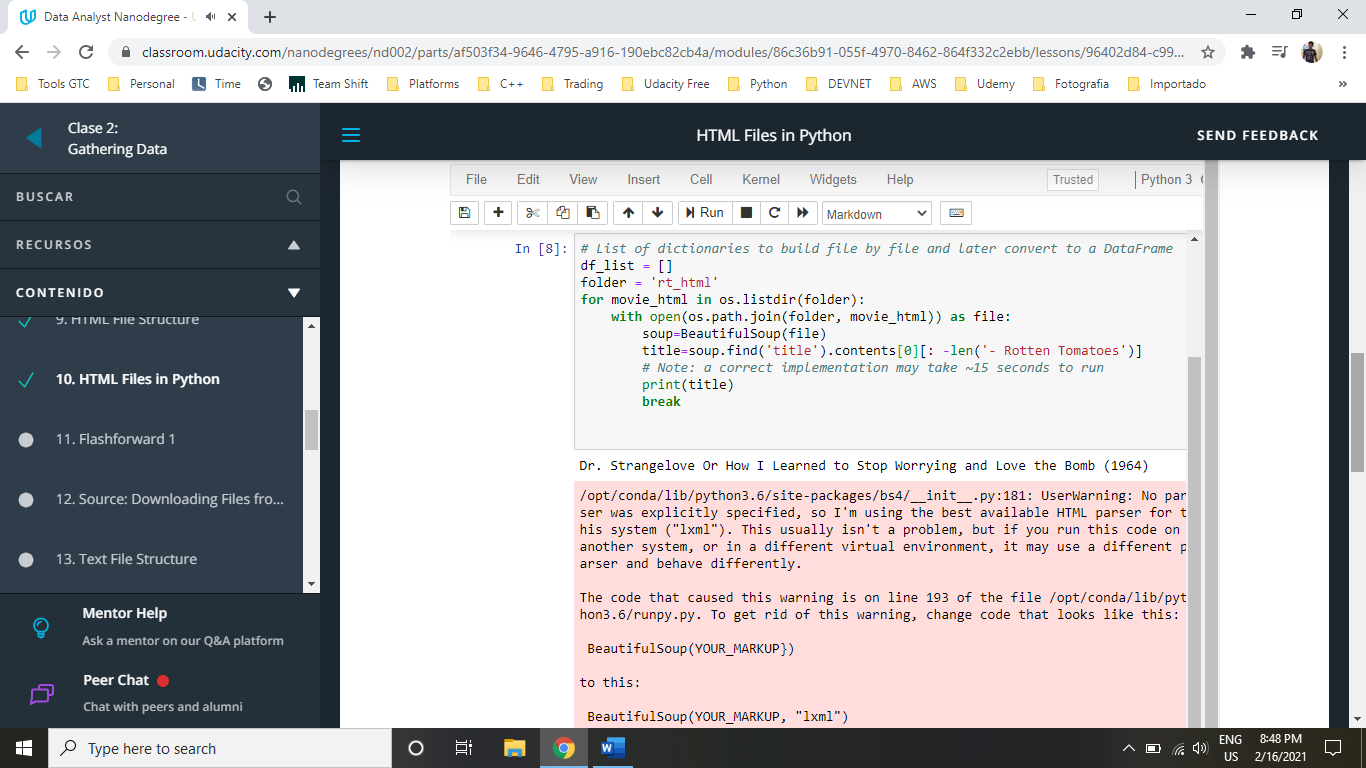 Data Analyst Nanodegree - U
classroom.udacity.com/nanodegrees/nd002/parts/af503f34-9646-4795-a916-190ebc82cb4a/modules/86c36b91-055f-4970-8462-864f332c2ebb/lessons/96402d84-c99...
Tools GTC Personal Time Team Shift Platforms C++ Trading Udacity Free Python DEVNET AWS Udemy Fotografia Importado »
Clase 2:
Gathering Data
HTML Files in Python
SEND FEEDBACK
BUSCAR
RECURSOS
CONTENIDO
9. HTML File Structure
10. HTML Files in Python
11. Flashforward 1
12. Source: Downloading Files fro...
13. Text File Structure
Mentor Help
Ask a mentor on our Q&A platform
Peer Chat
Chat with peers and alumni
File Edit View Insert Cell Kernel Widgets Help Trusted Python 3
Run Markdown
In [8]:
# List of dictionaries to build file by file and later convert to a DataFrame
df_list = []
folder = 'rt_html'
for movie_html in os.listdir(folder):
    with open(os.path.join(folder, movie_html)) as file:
        soup=BeautifulSoup(file)
        title=soup.find('title').contents[0][: -len('- Rotten Tomatoes')]
        # Note: a correct implementation may take ~15 seconds to run
        print(title)
        break
Dr. Strangelove Or How I Learned to Stop Worrying and Love the Bomb (1964)
/opt/conda/lib/python3.6/site-packages/bs4/__init__.py:181: UserWarning: No par
ser was explicitly specified, so I'm using the best available HTML parser for t
his system ("lxml"). This usually isn't a problem, but if you run this code on
another system, or in a different virtual environment, it may use a different p
arser and behave differently.
The code that caused this warning is on line 193 of the file /opt/conda/lib/pyt
hon3.6/runpy.py. To get rid of this warning, change code that looks like this:
BeautifulSoup(YOUR_MARKUP})
to this:
BeautifulSoup(YOUR_MARKUP, "lxml")
Type here to search
ENG
US
8:48 PM
2/16/2021